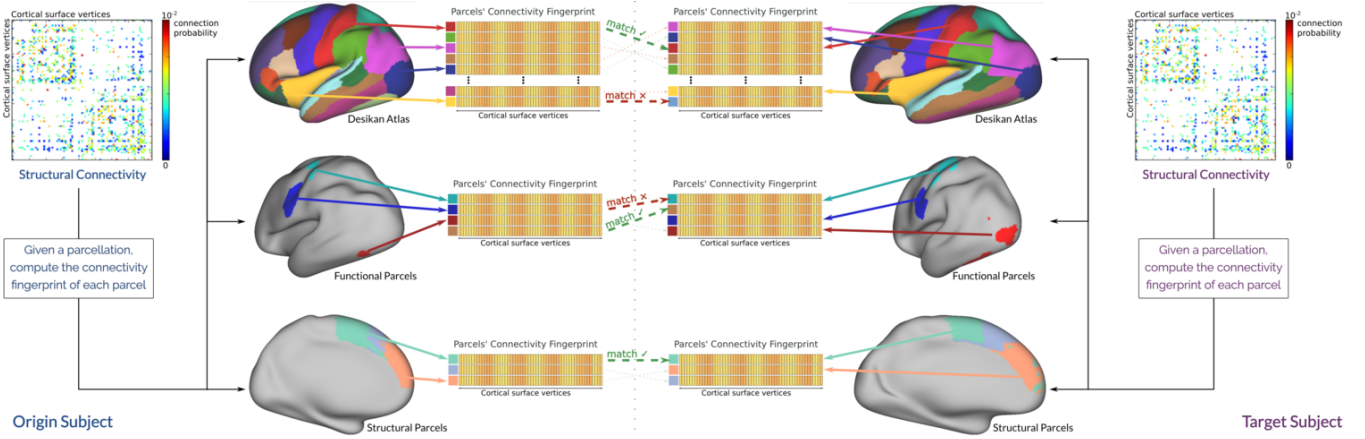 Cortical surface vertices
Cortical surface vertices
10⁻²
connection
probability
0
Structural Connectivity
Given a parcellation,
compute the connectivity
fingerprint of each parcel
Origin Subject
Desikan Atlas
Parcels' Connectivity Fingerprint
Cortical surface vertices
match ✓
match ×
Parcels' Connectivity Fingerprint
Cortical surface vertices
Desikan Atlas
Functional Parcels
Parcels' Connectivity Fingerprint
Cortical surface vertices
match ×
match ✓
Parcels' Connectivity Fingerprint
Cortical surface vertices
Functional Parcels
Structural Parcels
Parcels' Connectivity Fingerprint
Cortical surface vertices
match ✓
Parcels' Connectivity Fingerprint
Cortical surface vertices
Structural Parcels
Cortical surface vertices
Cortical surface vertices
10⁻²
connection
probability
0
Structural Connectivity
Given a parcellation,
compute the connectivity
fingerprint of each parcel
Target Subject